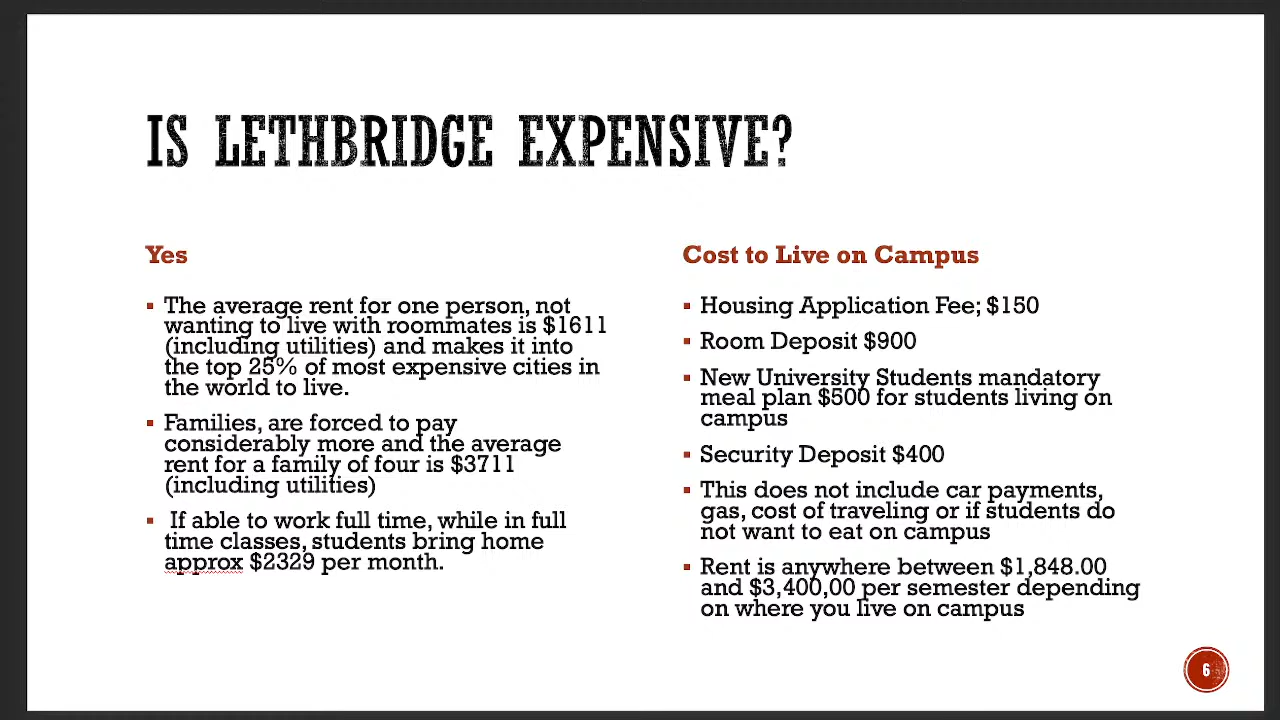 IS LETHBRIDGE EXPENSIVE?
Yes
The average rent for one person, not
wanting to live with roommates is $1611
(including utilities) and makes it into
the top 25% of most expensive cities in
the world to live.
Families, are forced to pay
considerably more and the average
rent for a family of four is $3711
(including utilities)
If able to work full time, while in full
time classes, students bring home
approx $2329 per month.
Cost to Live on Campus
Housing Application Fee; $150
Room Deposit $900
New University Students mandatory
meal plan $500 for students living on
campus
Security Deposit $400
This does not include car payments,
gas, cost of traveling or if students do
not want to eat on campus
Rent is anywhere between $1,848.00
and $3,400,00 per semester depending
on where you live on campus
6